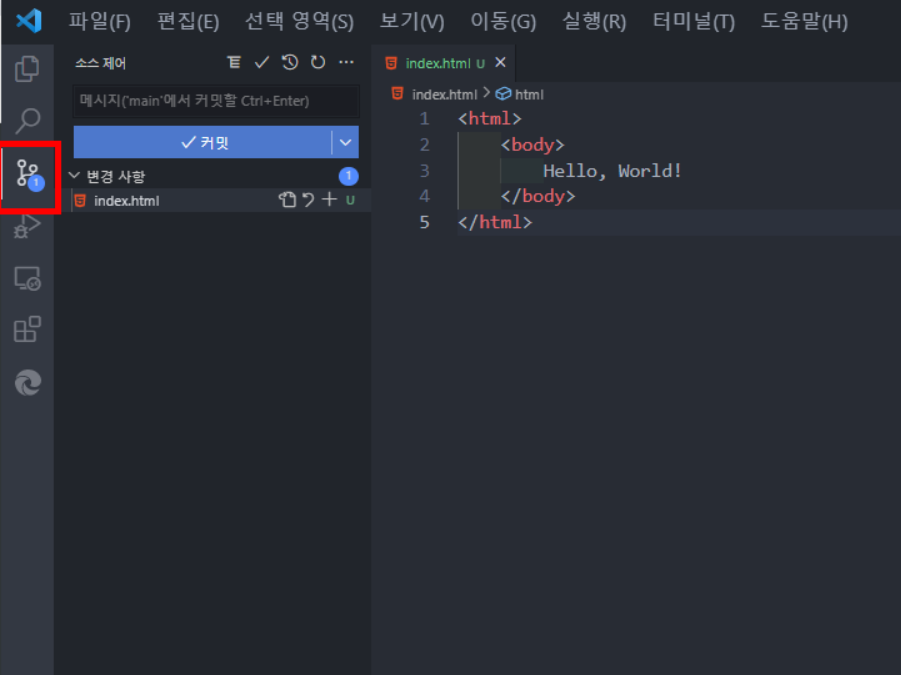 파일(F) 편집(E) 선택 영역(S) 보기(V) 이동(G) 실행(R) 터미널(T) 도움말(H)
소스 제어
메시지('main'에서 커밋할 Ctrl+Enter)
커밋
변경 사항 1
index.html U
1
index.html U
index.html > html
1 <html>
2 <body>
3 Hello, World!
4 </body>
5 </html>